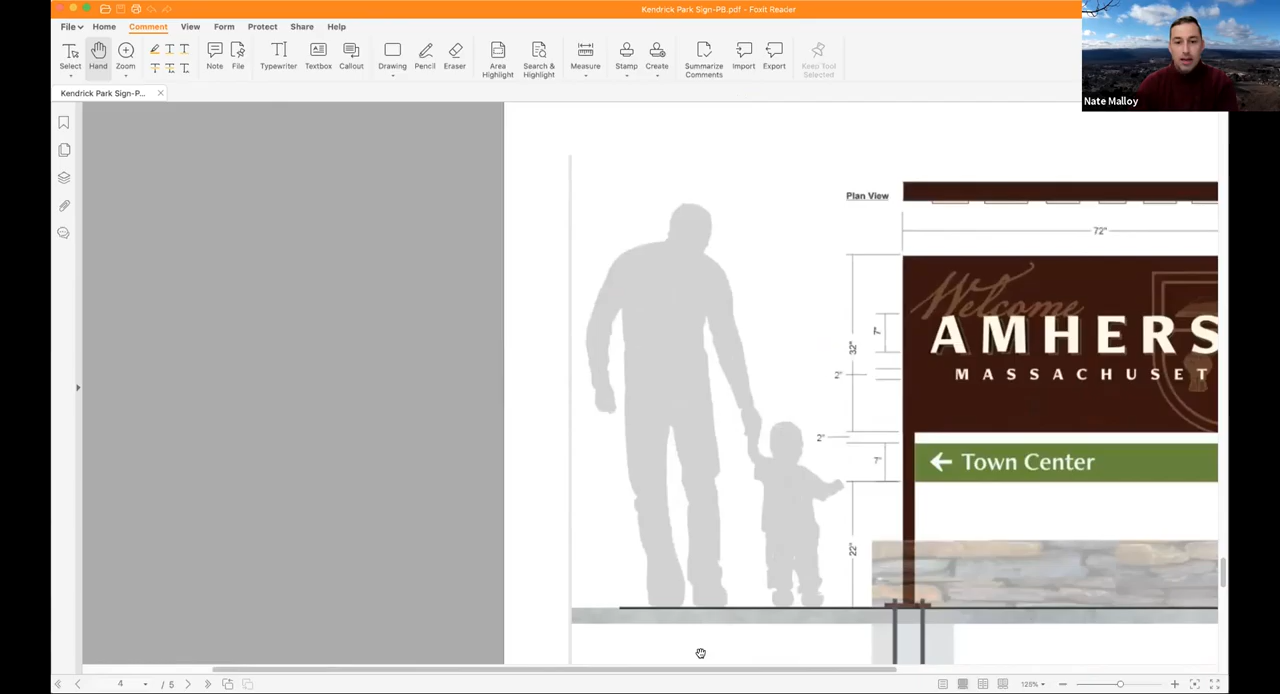 Kendrick Park Sign-PB.pdf - Foxit Reader
File Home Comment View Form Protect Share Help
Select Hand Zoom Note File Typewriter Textbox Callout Drawing Pencil Eraser Area Highlight Search & Highlight Measure Stamp Create Summarize Comments Import Export Keep Tool Selected
Nate Malloy
Kendrick Park Sign-P...
Plan View
72"
Welcome
AMHERS
MASSACHUSET
7"
32"
2"
2"
7"
Town Center
22"
4 / 5
125%